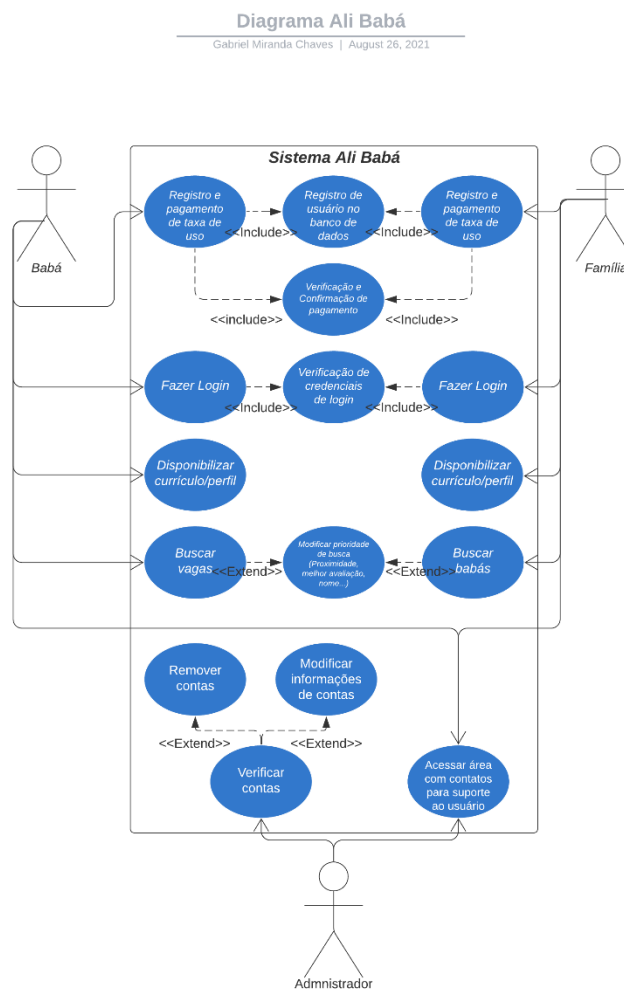 Diagrama Ali Babá
Gabriel Miranda Chaves | August 26, 2021
Sistema Ali Babá
Babá
Família
Registro e
pagamento
de taxa de
uso
<<Include>>
Registro de
usuário no
banco de
dados
<<Include>>
Registro e
pagamento
de taxa de
uso
<<include>>
Verificação e
Confirmação de
pagamento
<<Include>>
Fazer Login
<<Include>>
Verificação de
credenciais
de login
<<Include>>
Fazer Login
Disponibilizar
currículo/perfil
Disponibilizar
currículo/perfil
Buscar
vagas
<<Extend>>
Modificar prioridade
de busca
(Proximidade,
melhor avaliação,
nome...)
<<Extend>>
Buscar
babás
Remover
contas
Modificar
informações
de contas
<<Extend>>
<<Extend>>
Verificar
contas
Acessar área
com contatos
para suporte
ao usuário
Admnistrador